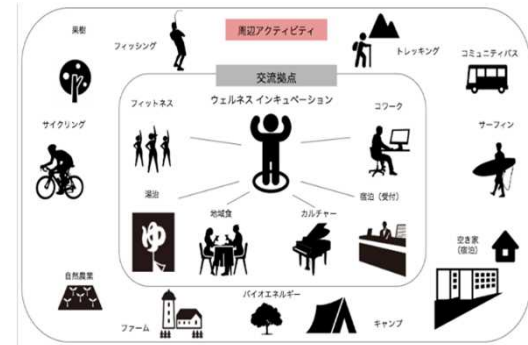 周辺アクティビティ
果樹
フィッシング
トレッキング
コミュニティバス
交流拠点
フィットネス
ウェルネス インキュベーション
コワーク
サイクリング
サーフィン
湯治
地域食
カルチャー
宿泊（受付）
ゆ
空き家
（宿泊）
自然農業
バイオエネルギー
ファーム
キャンプ